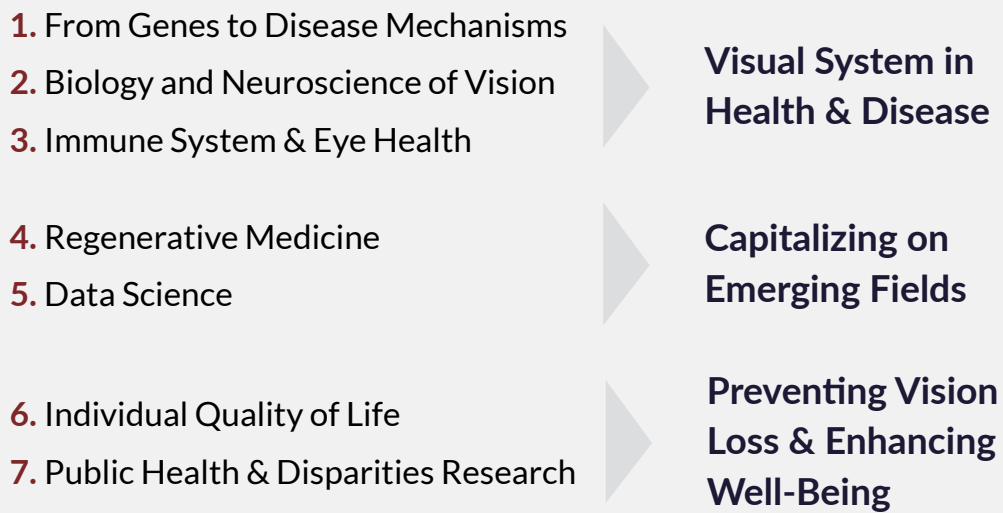 1. From Genes to Disease Mechanisms
2. Biology and Neuroscience of Vision
3. Immune System & Eye Health
Visual System in
Health & Disease
4. Regenerative Medicine
5. Data Science
Capitalizing on
Emerging Fields
6. Individual Quality of Life
7. Public Health & Disparities Research
Preventing Vision
Loss & Enhancing
Well-Being